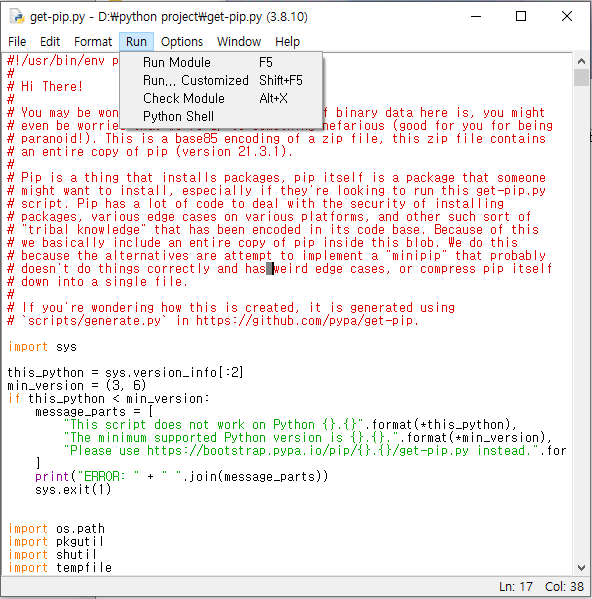 get-pip.py - D:₩python project₩get-pip.py (3.8.10)
File Edit Format Run Options Window Help
Run Module F5
Run... Customized Shift+F5
Check Module Alt+X
Python Shell
#!/usr/bin/env p
#
# Hi There!
#
# You may be won f binary data here is, you might
# even be worrie nefarious (good for you for being
# paranoid!). This is a base85 encoding of a zip file, this zip file contains
# an entire copy of pip (version 21.3.1).
#
# Pip is a thing that installs packages, pip itself is a package that someone
# might want to install, especially if they're looking to run this get-pip.py
# script. Pip has a lot of code to deal with the security of installing
# packages, various edge cases on various platforms, and other such sort of
# "tribal knowledge" that has been encoded in its code base. Because of this
# we basically include an entire copy of pip inside this blob. We do this
# because the alternatives are attempt to implement a "minipip" that probably
# doesn't do things correctly and has weird edge cases, or compress pip itself
# down into a single file.
#
# If you're wondering how this is created, it is generated using
# `scripts/generate.py` in https://github.com/pypa/get-pip.
import sys
this_python = sys.version_info[:2]
min_version = (3, 6)
if this_python < min_version:
message_parts = [
"This script does not work on Python {}.{}".format(*this_python),
"The minimum supported Python version is {}.{}.".format(*min_version),
"Please use https://bootstrap.pypa.io/pip/{}.{}/get-pip.py instead.".for
]
print("ERROR: " + " ".join(message_parts))
sys.exit(1)
import os.path
import pkgutil
import shutil
import tempfile
Ln: 17 Col: 38